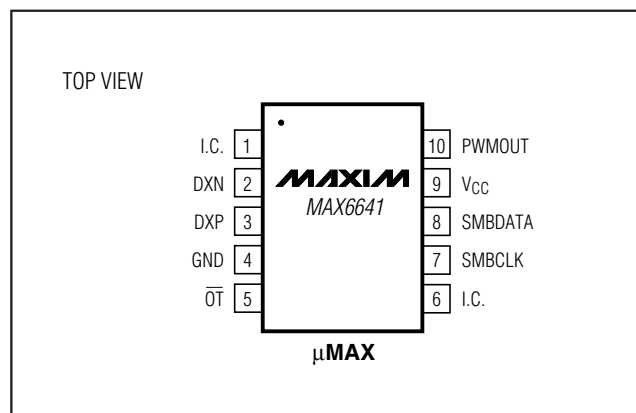 TOP VIEW
I.C. 1
DXN 2
DXP 3
GND 4
O̅T̅ 5
MAXIM
MAX6641
10 PWMOUT
9 VCC
8 SMBDATA
7 SMBCLK
6 I.C.
µMAX